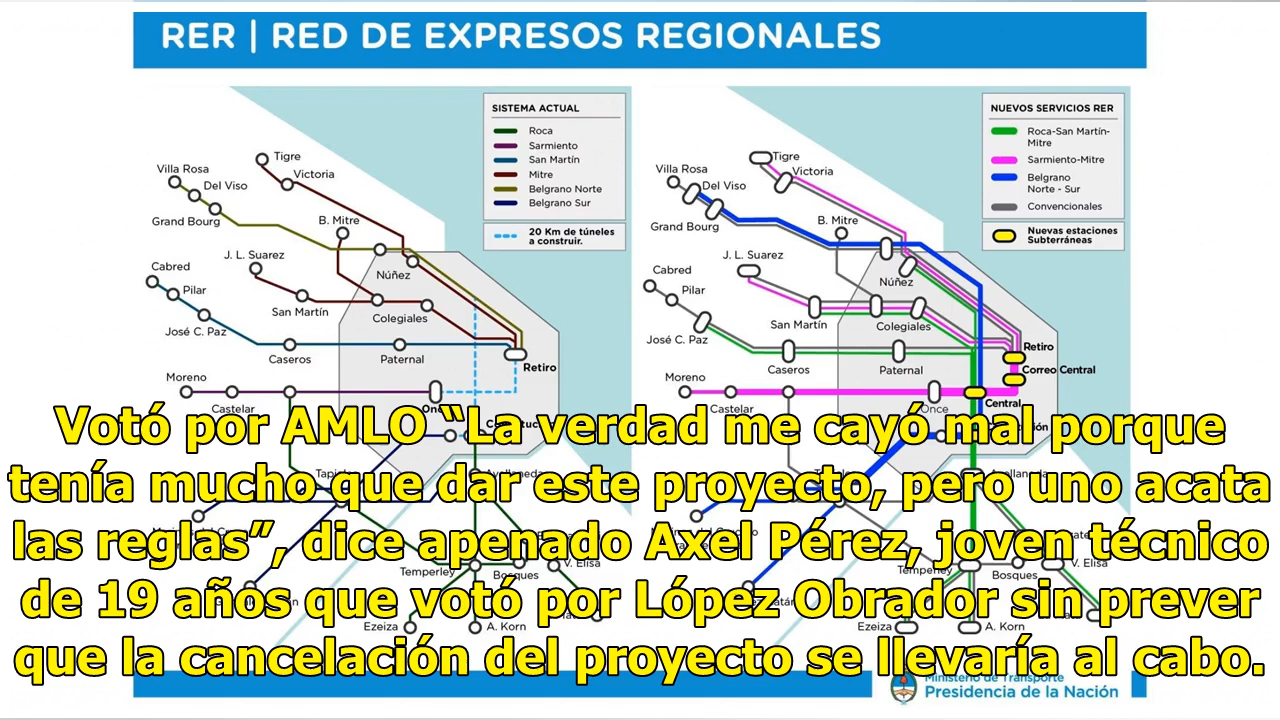 RER | RED DE EXPRESOS REGIONALES
SISTEMA ACTUAL
Roca
Sarmiento
San Martín
Mitre
Belgrano Norte
Belgrano Sur
20 Km de túneles
a construir.
Tigre
Victoria
Villa Rosa
Del Viso
Grand Bourg
B. Mitre
Núñez
J. L. Suarez
Cabred
Pilar
San Martín
Colegiales
José C. Paz
Caseros
Paternal
Retiro
Moreno
Castelar
Temperley
Bosques
V. Elisa
Ezeiza
A. Korn
NUEVOS SERVICIOS RER
Roca-San Martín-
Mitre
Sarmiento-Mitre
Belgrano
Norte - Sur
Convencionales
Nuevas estaciones
Subterráneas
Tigre
Victoria
Villa Rosa
Del Viso
Grand Bourg
B. Mitre
Núñez
J. L. Suarez
Cabred
Pilar
San Martín
Colegiales
José C. Paz
Caseros
Paternal
Retiro
Correo Central
Moreno
Castelar
Once
Central
Temperley
Bosques
V. Elisa
Ezeiza
A. Korn
Votó por AMLO “La verdad me cayó mal porque
tenía mucho que dar este proyecto, pero uno acata
las reglas”, dice apenado Axel Pérez, joven técnico
de 19 años que votó por López Obrador sin prever
que la cancelación del proyecto se llevaría al cabo.
Ministerio de Transporte
Presidencia de la Nación